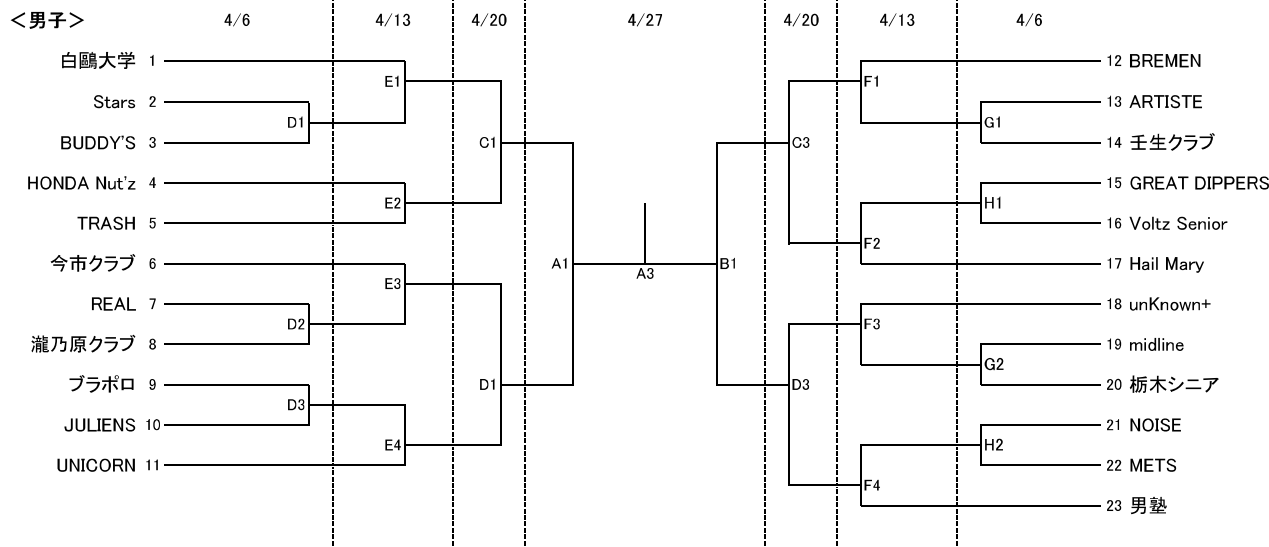 ＜男子＞ 4/6 4/13 4/20 4/27 4/20 4/13 4/6
白鷗大学 1 E1 F1 12 BREMEN
Stars 2 D1 G1 13 ARTISTE
BUDDY'S 3 C1 C3 14 壬生クラブ
HONDA Nut'z 4 E2 H1 15 GREAT DIPPERS
TRASH 5 F2 16 Voltz Senior
今市クラブ 6 A1 A3 B1 17 Hail Mary
REAL 7 E3 D2 F3 18 unKnown+
瀧乃原クラブ 8 G2 19 midline
ブラポロ 9 D3 D1 D3 20 栃木シニア
JULIENS 10 E4 H2 21 NOISE
UNICORN 11 F4 22 METS
23 男塾